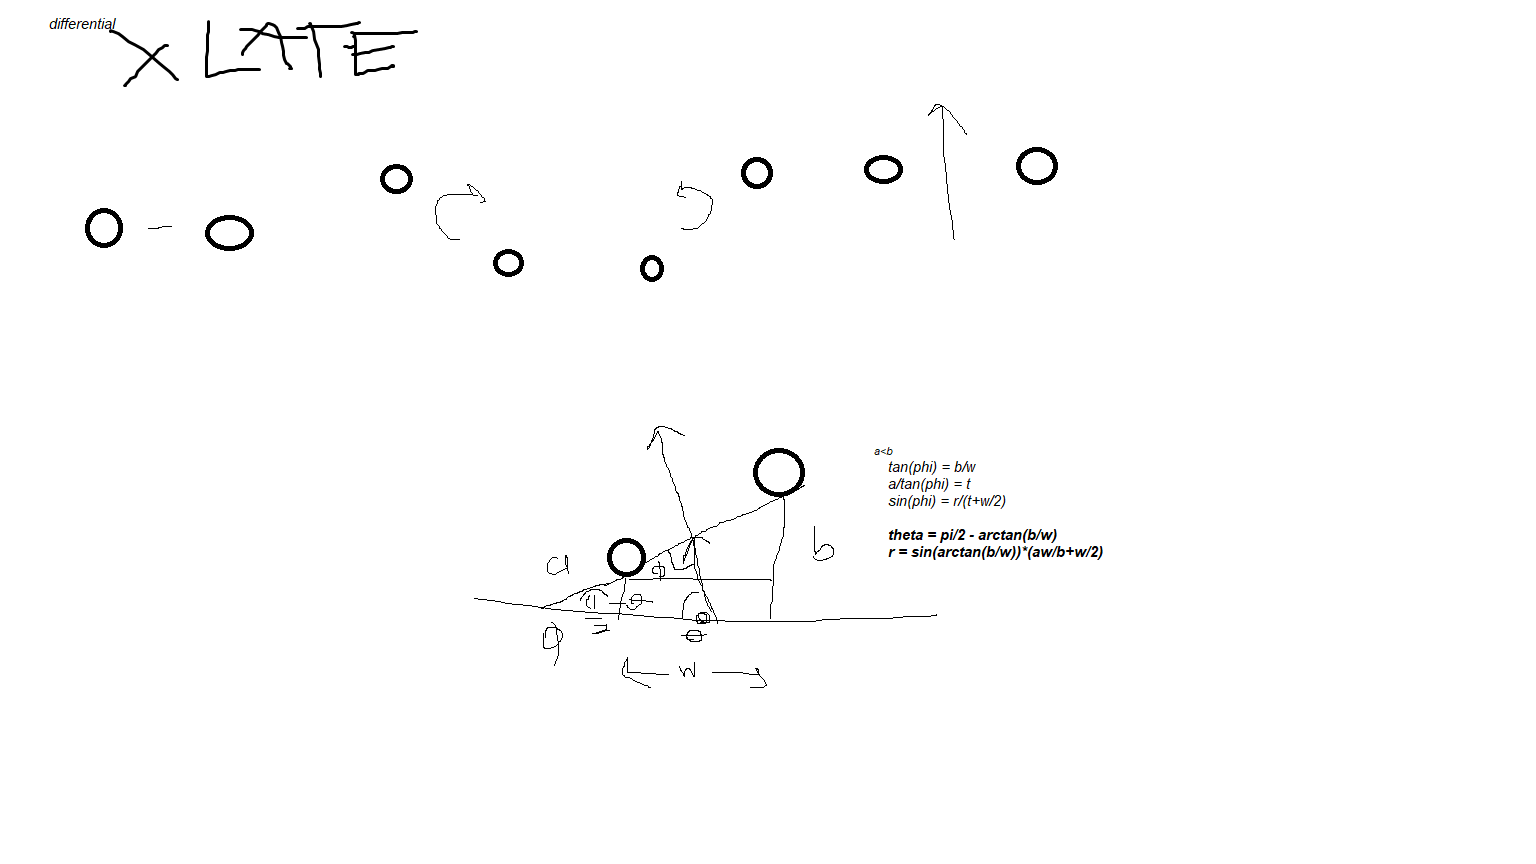 differential
X LATE
a<b
tan(phi) = b/w
a/tan(phi) = t
sin(phi) = r/(t+w/2)
theta = pi/2 - arctan(b/w)
r = sin(arctan(b/w))*(aw/b+w/2)
a
b
w